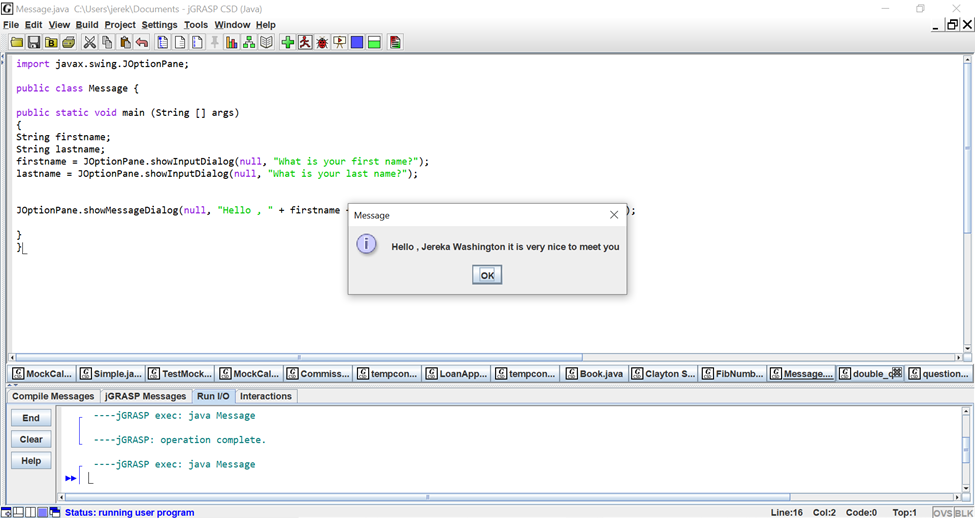 Message.java C:\Users\jerek\Documents - jGRASP CSD (Java)
File Edit View Build Project Settings Tools Window Help
import javax.swing.JOptionPane;
public class Message {
public static void main (String [] args)
{
String firstname;
String lastname;
firstname = JOptionPane.showInputDialog(null, "What is your first name?");
lastname = JOptionPane.showInputDialog(null, "What is your last name?");
JOptionPane.showMessageDialog(null, "Hello , " + firstname );
}
}
Message
Hello , Jereka Washington it is very nice to meet you
OK
MockCal... Simple.ja... TestMock... MockCal... Commiss... tempcon... LoanApp... tempcon... Book.java Clayton S... FibNumb... Message.... double_ question...
Compile Messages jGRASP Messages Run I/O Interactions
End
Clear
Help
----jGRASP exec: java Message
----jGRASP: operation complete.
----jGRASP exec: java Message
Status: running user program
Line:16 Col:2 Code:0 Top:1 OVS BLK